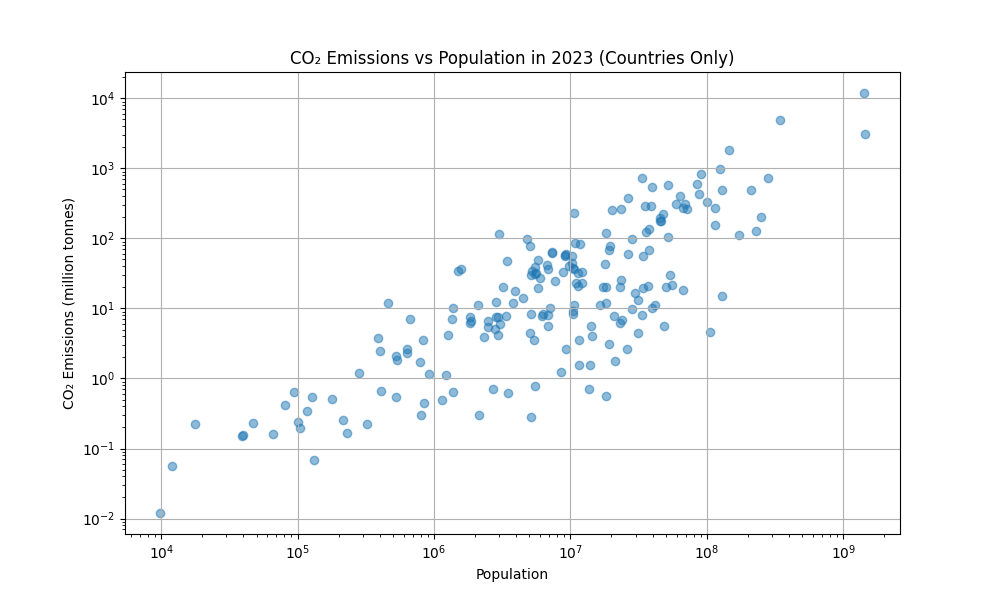 CO₂ Emissions vs Population in 2023 (Countries Only)
CO₂ Emissions (million tonnes)
10⁴
10³
10²
10¹
10⁰
10⁻¹
10⁻²
10⁴ 10⁵ 10⁶ 10⁷ 10⁸ 10⁹
Population